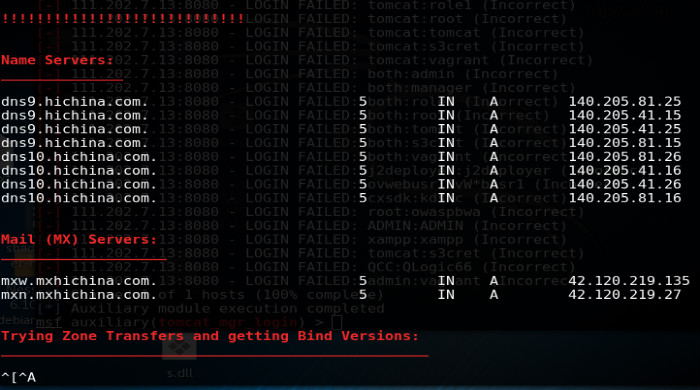 !!!!!!!!!!!!!!!!!!!!!!!!!!!!!
Name Servers:
dns9.hichina.com. 5 IN A 140.205.81.25
dns9.hichina.com. 5 IN A 140.205.41.15
dns9.hichina.com. 5 IN A 140.205.41.25
dns9.hichina.com. 5 IN A 140.205.81.15
dns10.hichina.com. 5 IN A 140.205.81.26
dns10.hichina.com. 5 IN A 140.205.41.16
dns10.hichina.com. 5 IN A 140.205.41.26
dns10.hichina.com. 5 IN A 140.205.81.16
Mail (MX) Servers:
mxw.mxhichina.com. 5 IN A 42.120.219.135
mxn.mxhichina.com. 5 IN A 42.120.219.27
Trying Zone Transfers and getting Bind Versions:
^[^A
111.202.7.13:8080 - LOGIN FAILED: tomcat:role1 (Incorrect)
111.202.7.13:8080 - LOGIN FAILED: tomcat:root (Incorrect)
111.202.7.13:8080 - LOGIN FAILED: tomcat:tomcat (Incorrect)
111.202.7.13:8080 - LOGIN FAILED: tomcat:s3cret (Incorrect)
111.202.7.13:8080 - LOGIN FAILED: tomcat:vagrant (Incorrect)
111.202.7.13:8080 - LOGIN FAILED: both:admin (Incorrect)
111.202.7.13:8080 - LOGIN FAILED: both:manager (Incorrect)
111.202.7.13:8080 - LOGIN FAILED: root:owaspbwa (Incorrect)
111.202.7.13:8080 - LOGIN FAILED: ADMIN:ADMIN (Incorrect)
111.202.7.13:8080 - LOGIN FAILED: xampp:xampp (Incorrect)
111.202.7.13:8080 - LOGIN FAILED: tomcat:s3cret (Incorrect)
111.202.7.13:8080 - LOGIN FAILED: QCC:QLogic66 (Incorrect)
of 1 hosts (100% complete)
[*] Auxiliary module execution completed
msf auxiliary(tomcat_mgr_login) >
s.dll